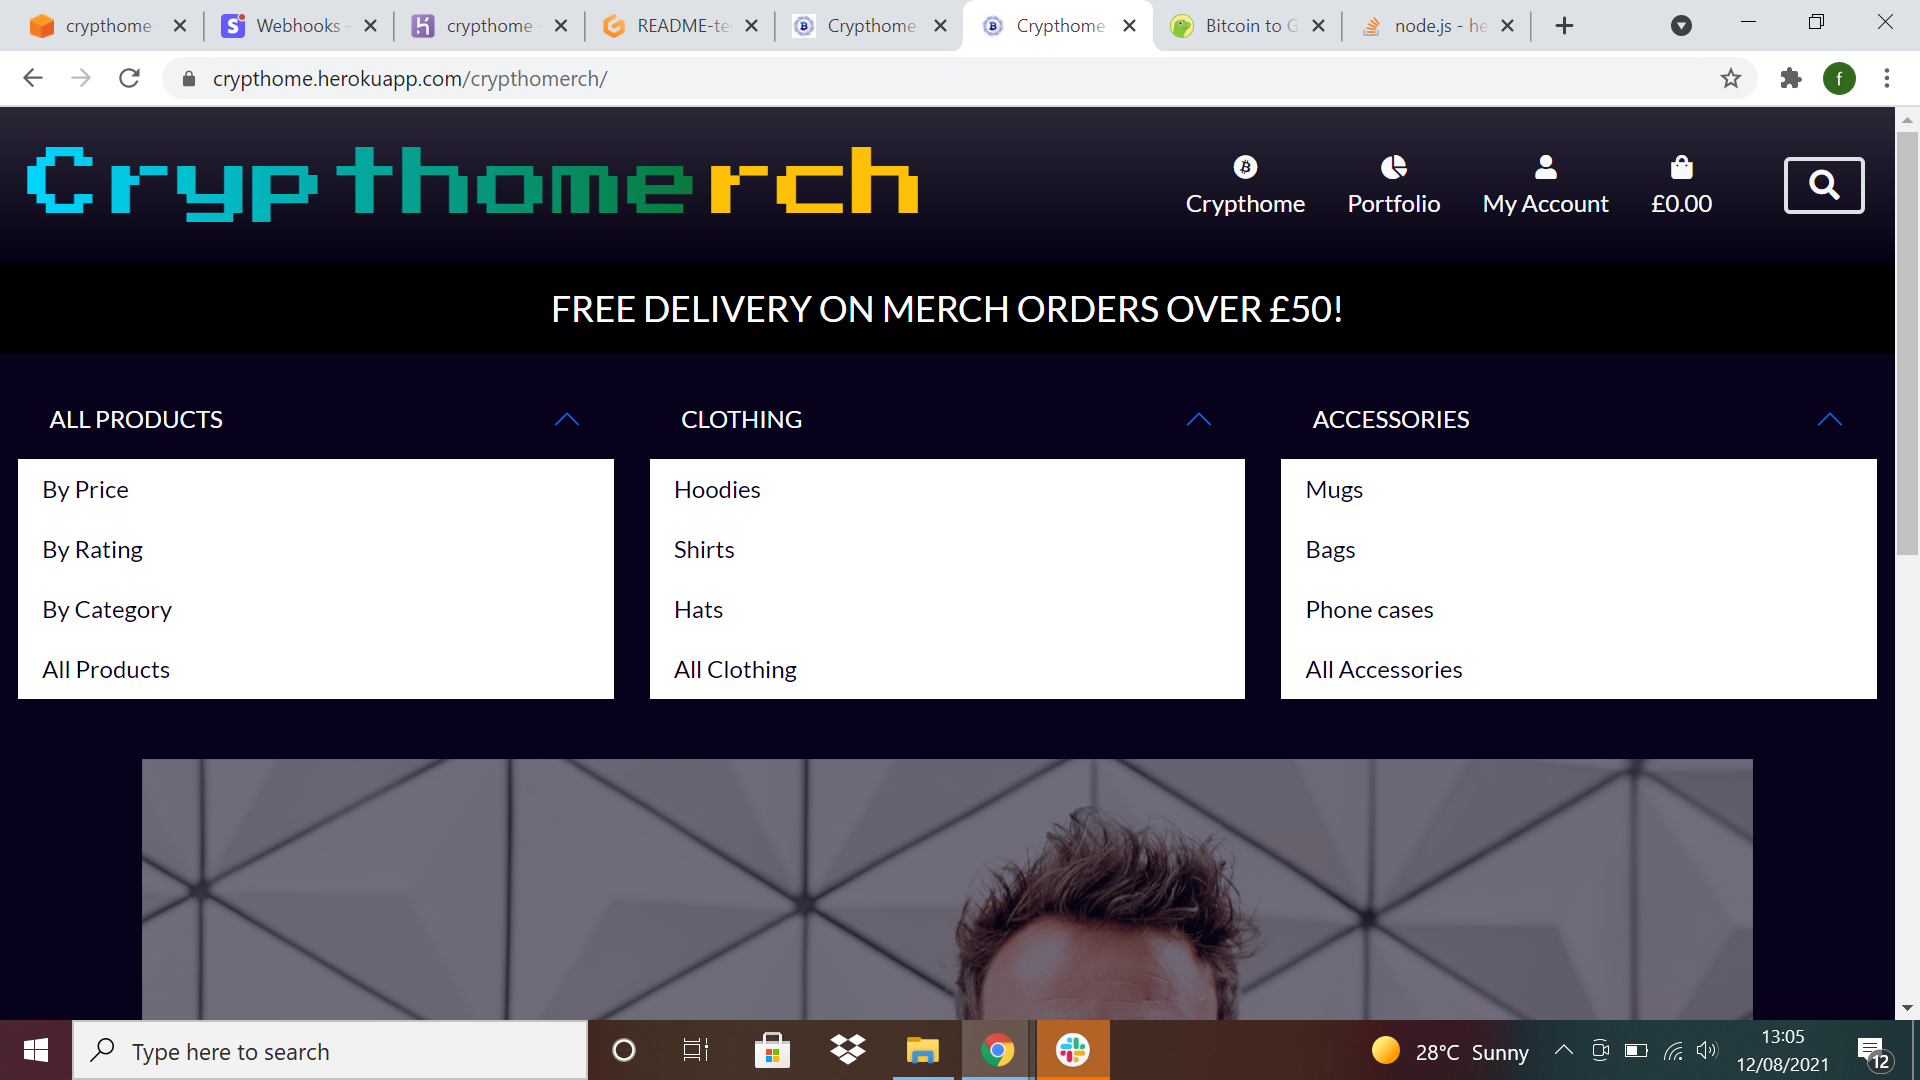 crypthome
Webhooks -
crypthome
README-te
Crypthome
Crypthome
Bitcoin to G
node.js - he
crypthome.herokuapp.com/crypthomerch/
f
Crypthomerch
Crypthome
Portfolio
My Account
£0.00
FREE DELIVERY ON MERCH ORDERS OVER £50!
ALL PRODUCTS
By Price
By Rating
By Category
All Products
CLOTHING
Hoodies
Shirts
Hats
All Clothing
ACCESSORIES
Mugs
Bags
Phone cases
All Accessories
Type here to search
28°C Sunny
13:05
12/08/2021
12